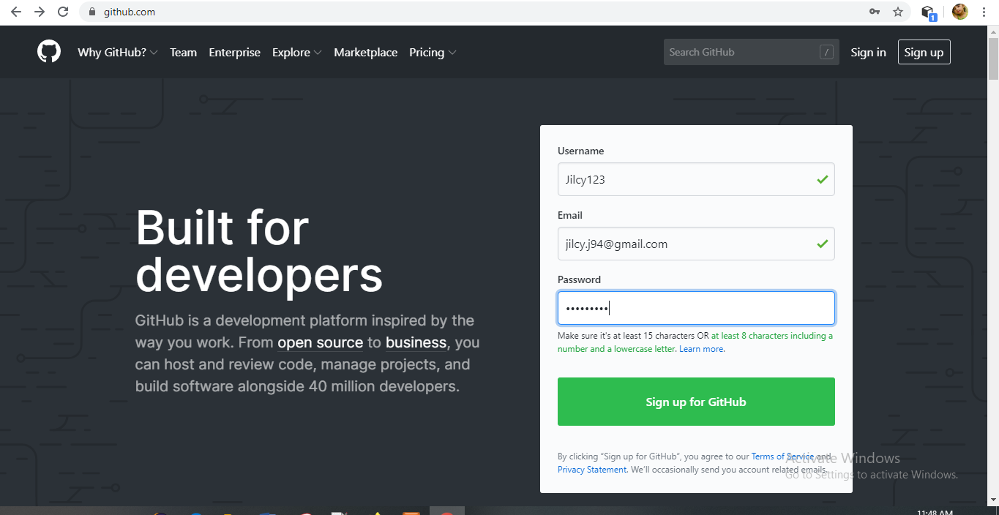 github.com
1
Why GitHub? Team Enterprise Explore Marketplace Pricing
Search GitHub /
Sign in
Sign up
Built for
developers
GitHub is a development platform inspired by the
way you work. From open source to business, you
can host and review code, manage projects, and
build software alongside 40 million developers.
Username
Jilcy123
Email
jilcy.j94@gmail.com
Password
•••••••••
Make sure it's at least 15 characters OR at least 8 characters including a
number and a lowercase letter. Learn more.
Sign up for GitHub
By clicking “Sign up for GitHub”, you agree to our Terms of Service and
Privacy Statement. We’ll occasionally send you account related emails.
Activate Windows
Go to Settings to activate Windows.
11:48 AM